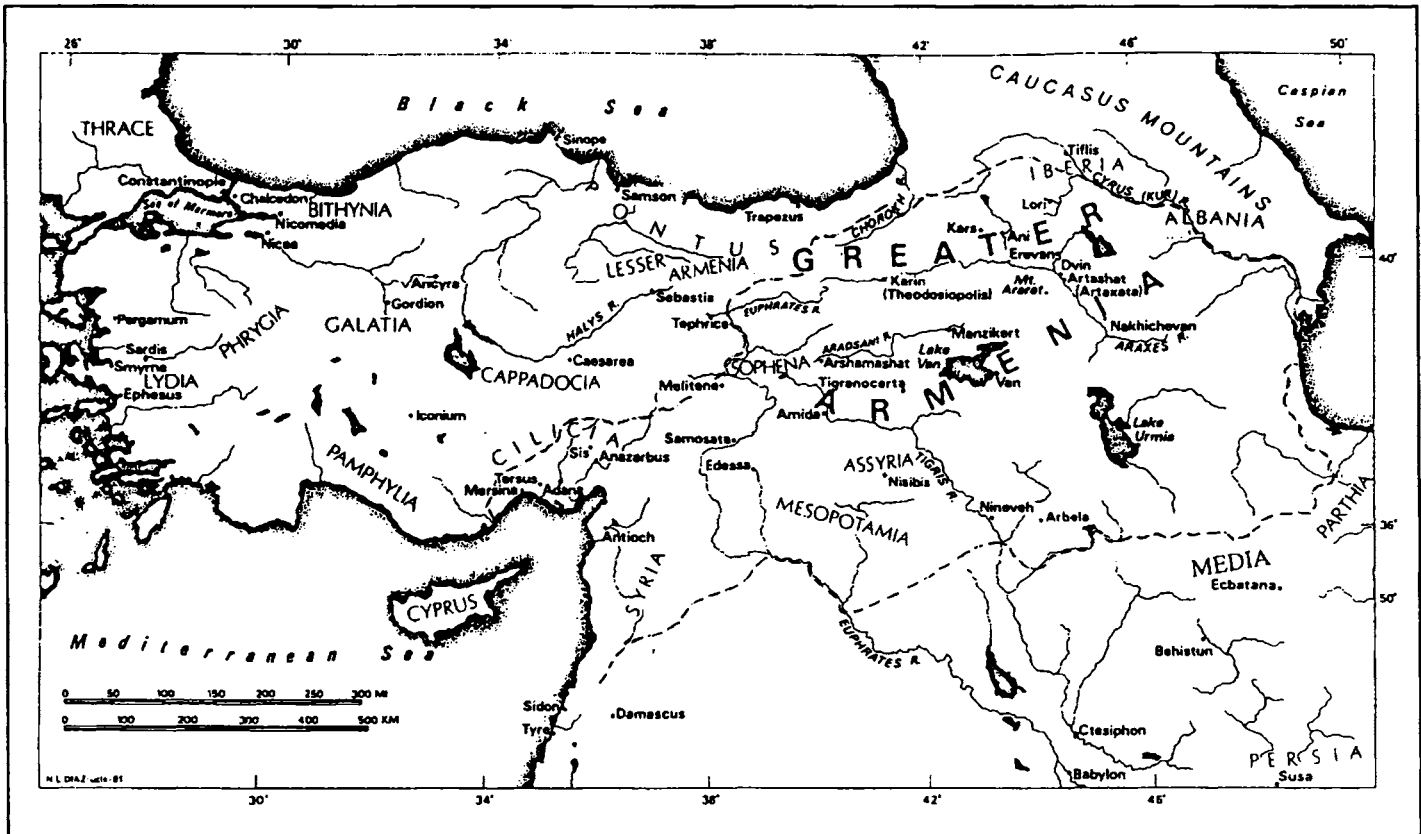 26° 30° 34° 38° 42° 46° 50°
Black Sea
CAUCASUS MOUNTAINS
Caspian
Sea
THRACE
Sinope
Tiflis
IBERIA
Constantinople
Chalcedon
BITHYNIA
Sea of Marmara
Nicomedia
Nicea
Samson
PONTUS
Trapezus
CHOROKH R.
CYRUS (KUR) R.
Lori
ALBANIA
Kars
Ani
Erevan
GREATER
ARMENIA
40°
LESSER
ARMENIA
Dvin
Artashat
(Artaxata)
Mt.
Ararat
Karin
(Theodosiopolis)
Ancyra
Gordion
Sebastia
HALYS R.
EUPHRATES R.
Tephrice
Pergamum
PHRYGIA
GALATIA
Nakhichevan
ARAXES R.
Manzikert
ARADSANI R.
Sardis
Smyrna
LYDIA
Ephesus
Caesarea
CAPPADOCIA
SOPHENA
Arshamashat
Lake
Van
Van
Melitene
Tigranocerta
Amida
Iconium
CILICIA
Sis
Anazarbus
Samosata
Edessa
Lake
Urmia
PAMPHYLIA
Tersus
Mersina
Adana
ASSYRIA
Nisibis
TIGRIS R.
MESOPOTAMIA
Nineveh
Arbela
PARTHIA
36°
Antioch
SYRIA
CYPRUS
MEDIA
Ecbatana
50°
Mediterranean Sea
EUPHRATES R.
Behistun
0 50 100 150 200 250 300 MI
0 100 200 300 400 500 KM
Sidon
Tyre
Damascus
Ctesiphon
Babylon
PERSIA
Susa
N L DIAZ
30° 34° 38° 42° 46°